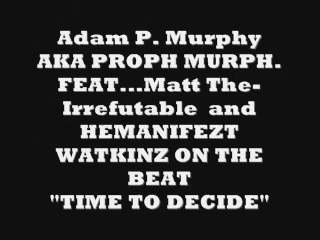 Adam P. Murphy
AKA PROPH MURPH.
FEAT...Matt The-
Irrefutable and
HEMANIFEZT
WATKINZ ON THE
BEAT
"TIME TO DECIDE"